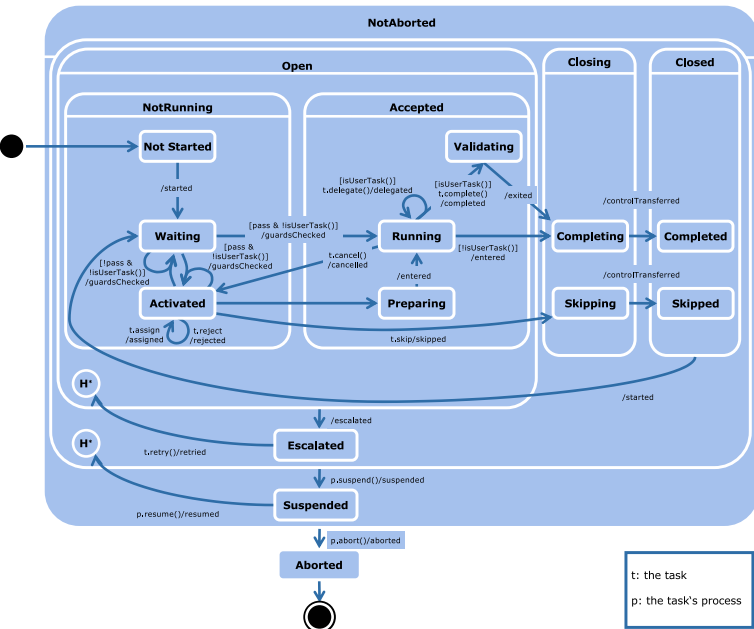 NotAborted
Open
Closing
Closed
NotRunning
Accepted
Not Started
Validating
/started
[isUserTask()]
t.delegate()/delegated
[isUserTask()]
t.complete()
/completed
/exited
/controlTransferred
Waiting
[pass & !isUserTask()]
/guardsChecked
Running
[!isUserTask()]
/entered
Completing
Completed
[!pass &
!isUserTask()]
/guardsChecked
[pass &
!isUserTask()]
/guardsChecked
t.cancel()
/cancelled
/entered
/controlTransferred
Activated
Preparing
Skipping
Skipped
t.assign
/assigned
t.reject
/rejected
t.skip/skipped
H*
/started
/escalated
H*
Escalated
t.retry()/retried
p.suspend()/suspended
Suspended
p.resume()/resumed
p.abort()/aborted
Aborted
t: the task
p: the task's process